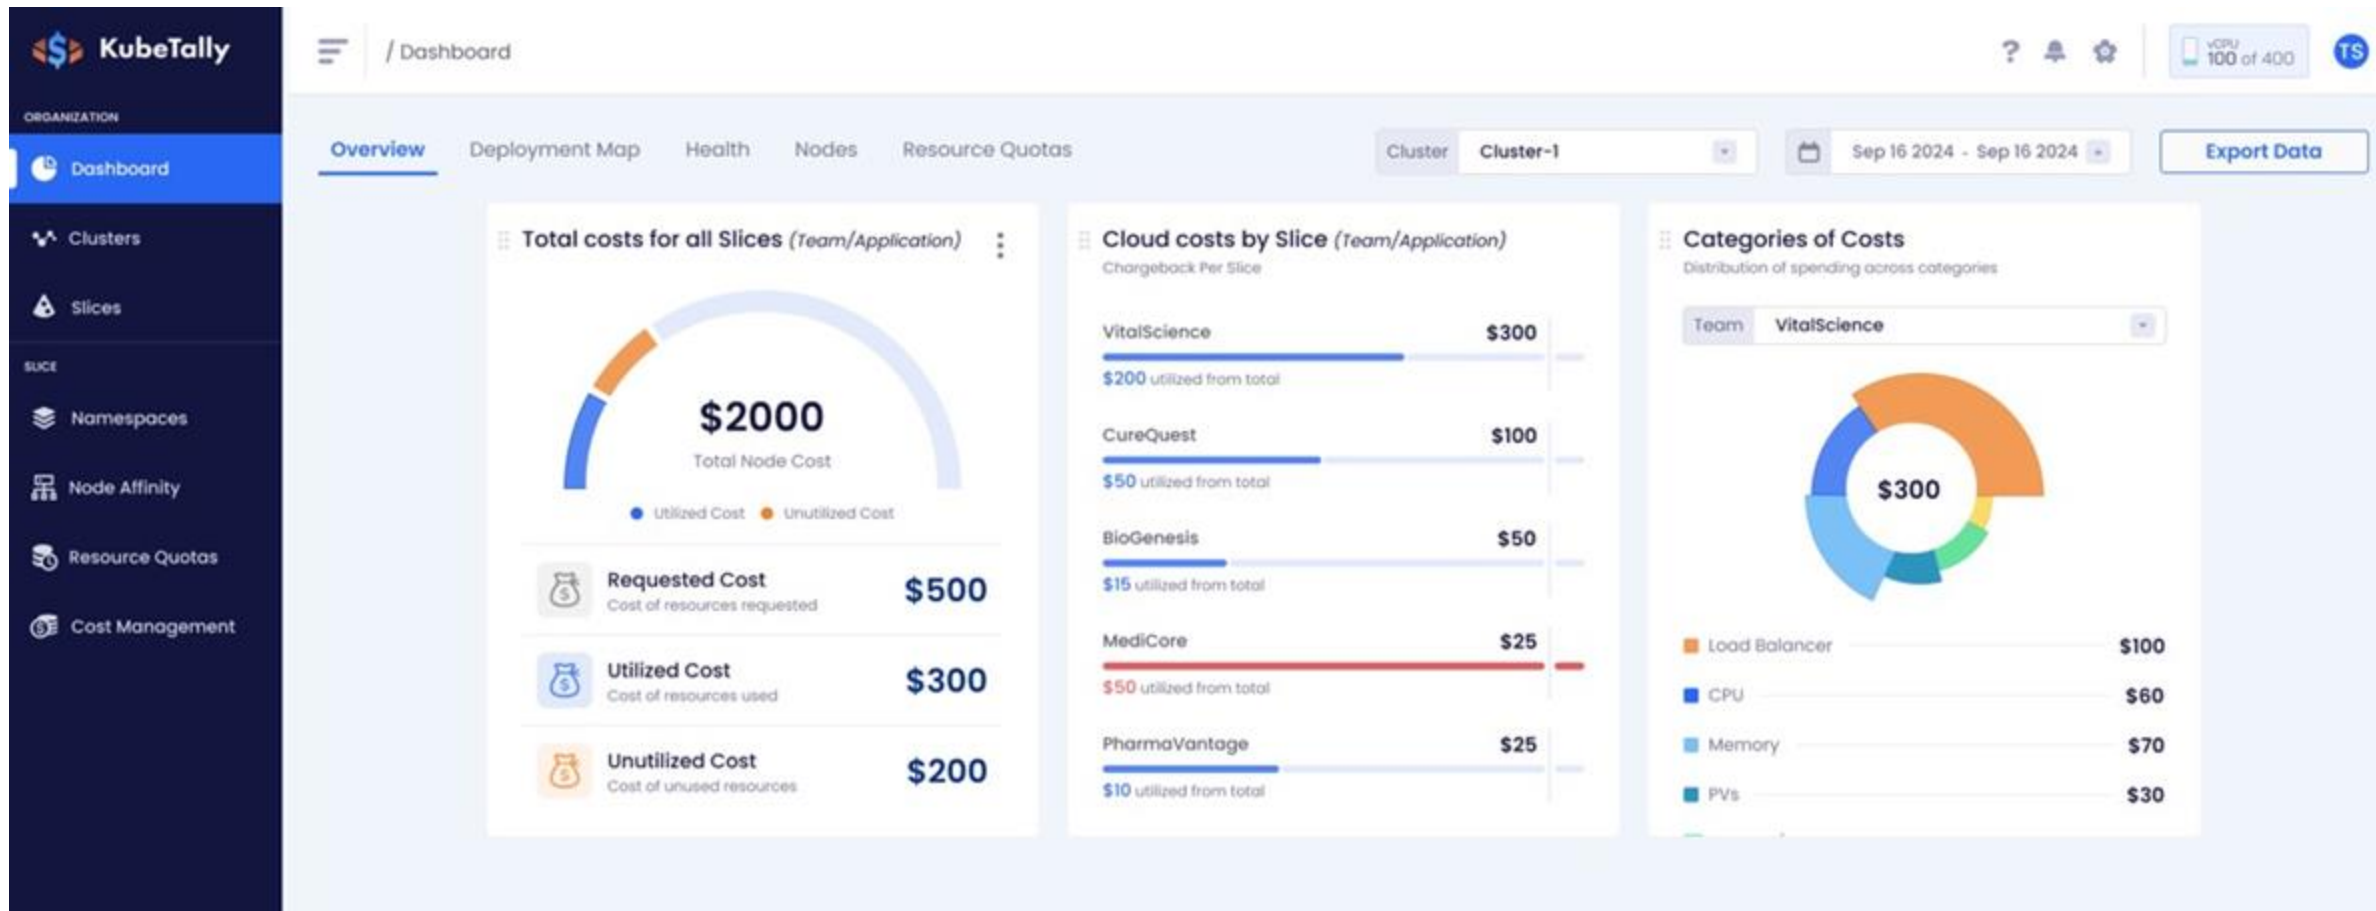 KubeTally
/ Dashboard
vCPU
100 of 400
TS
ORGANIZATION
Dashboard
Clusters
Slices
SLICE
Namespaces
Node Affinity
Resource Quotas
Cost Management
Overview
Deployment Map
Health
Nodes
Resource Quotas
Cluster
Cluster-1
Sep 16 2024 - Sep 16 2024
Export Data
Total costs for all Slices (Team/Application)
$2000
Total Node Cost
Utilized Cost
Unutilized Cost
Requested Cost
Cost of resources requested
$500
Utilized Cost
Cost of resources used
$300
Unutilized Cost
Cost of unused resources
$200
Cloud costs by Slice (Team/Application)
Chargeback Per Slice
VitalScience $300
$200 utilized from total
CureQuest $100
$50 utilized from total
BioGenesis $50
$15 utilized from total
MediCore $25
$50 utilized from total
PharmaVantage $25
$10 utilized from total
Categories of Costs
Distribution of spending across categories
Team
VitalScience
$300
Load Balancer $100
CPU $60
Memory $70
PVs $30